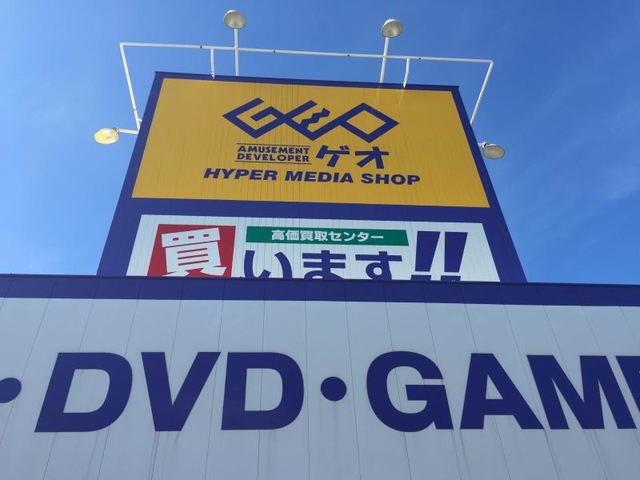 GEO
AMUSEMENT
DEVELOPER
ゲオ
HYPER MEDIA SHOP
高価買取センター
買います!!
・DVD・GAM